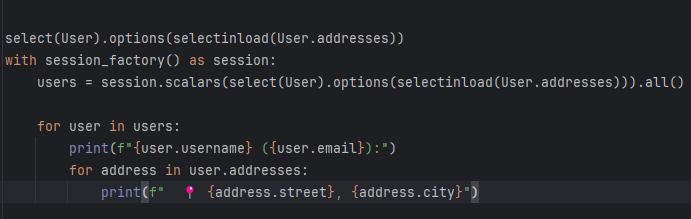 select(User).options(selectinload(User.addresses))
with session_factory() as session:
    users = session.scalars(select(User).options(selectinload(User.addresses))).all()

    for user in users:
        print(f"{user.username} ({user.email}):")
        for address in user.addresses:
            print(f"  📍 {address.street}, {address.city}")